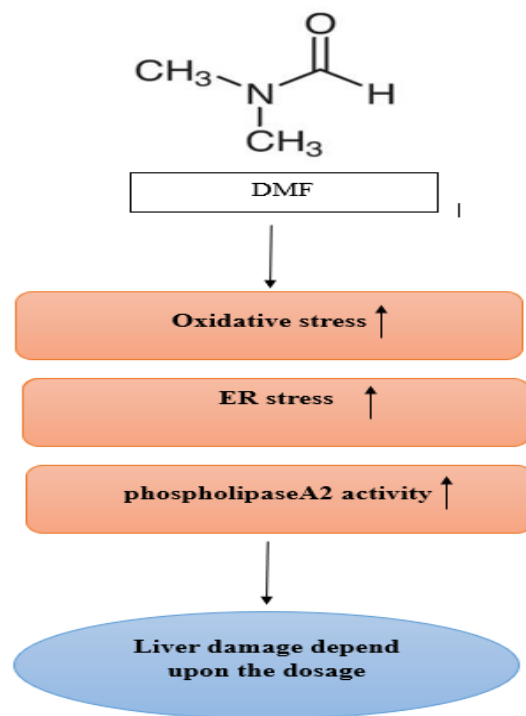 O
CH3
N
H
CH3
DMF
Oxidative stress ↑
ER stress ↑
phospholipaseA2 activity ↑
Liver damage depend
upon the dosage